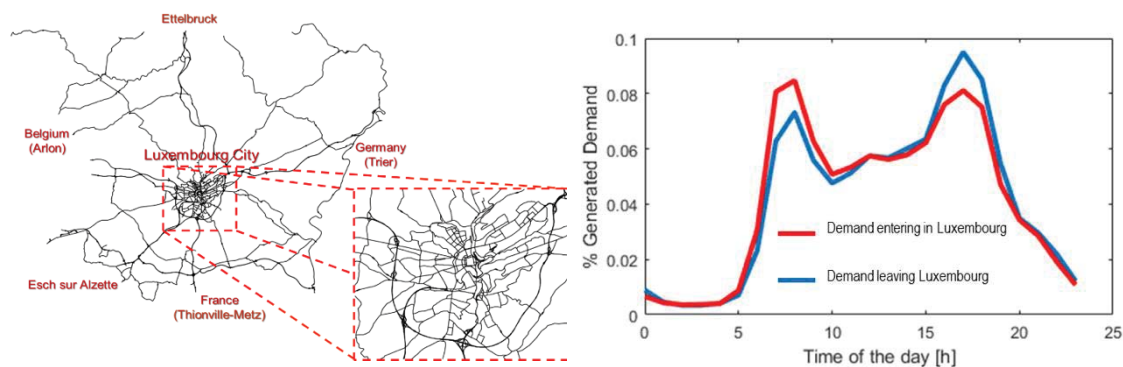 Ettelbruck
Belgium
(Arlon)
Luxembourg City
Germany
(Trier)
Esch sur Alzette
France
(Thionville-Metz)
% Generated Demand
0.1
0.08
0.06
0.04
0.02
0
0
5
10
15
20
25
Time of the day [h]
Demand entering in Luxembourg
Demand leaving Luxembourg